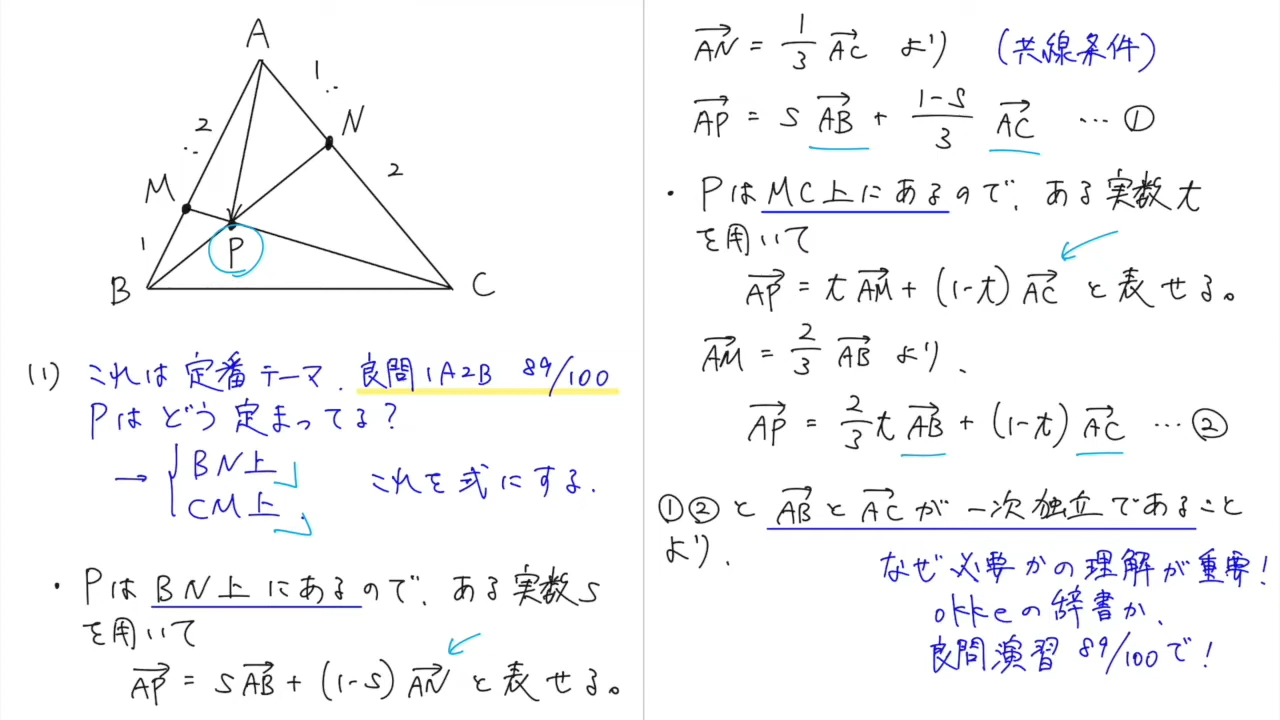 A
1
N
2
M
2
1
P
B
C
(1) これは定番テーマ. 良問1A2B 89/100
Pはどう定まってる?
→ { BN上
CM上
これを式にする.
・PはBN上にあるので、ある実数s
を用いて
AP→ = sAB→ + (1-s)AN→ と表せる。
AN→ = 1/3 AC→ より (共線条件)
AP→ = sAB→ + (1-s)/3 AC→ … ①
・PはMC上にあるので、ある実数t
を用いて
AP→ = tAM→ + (1-t)AC→ と表せる。
AM→ = 2/3 AB→ より、
AP→ = 2/3 tAB→ + (1-t)AC→ … ②
①②と AB→ と AC→ が一次独立であること
より、
なぜ必要かの理解が重要!
okkeの辞書か、
良問演習 89/100で!